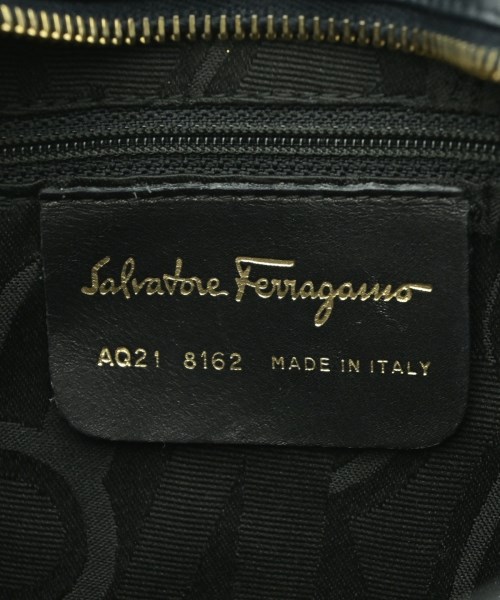 Salvatore Ferragamo
AQ21 8162 MADE IN ITALY